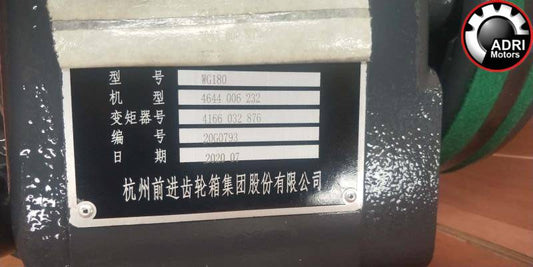 ADRI
Motors
型 号 WG180
机 型 4644 006 232
变矩器号 4166 032 876
编 号 20G0793
日 期 2020.07
杭州前进齿轮箱集团股份有限公司